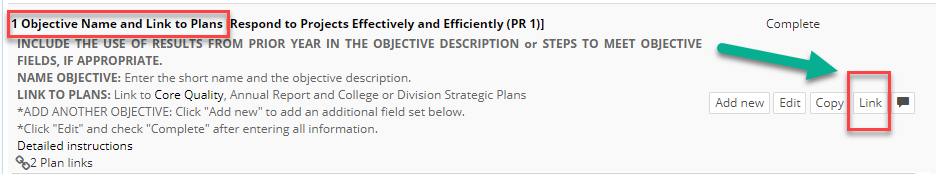 1 Objective Name and Link to Plans [Respond to Projects Effectively and Efficiently (PR 1)]
Complete
INCLUDE THE USE OF RESULTS FROM PRIOR YEAR IN THE OBJECTIVE DESCRIPTION or STEPS TO MEET OBJECTIVE
FIELDS, IF APPROPRIATE.
NAME OBJECTIVE: Enter the short name and the objective description.
LINK TO PLANS: Link to Core Quality, Annual Report and College or Division Strategic Plans
*ADD ANOTHER OBJECTIVE: Click "Add new" to add an additional field set below.
*Click "Edit" and check "Complete" after entering all information.
Detailed instructions
2 Plan links
Add new Edit Copy Link